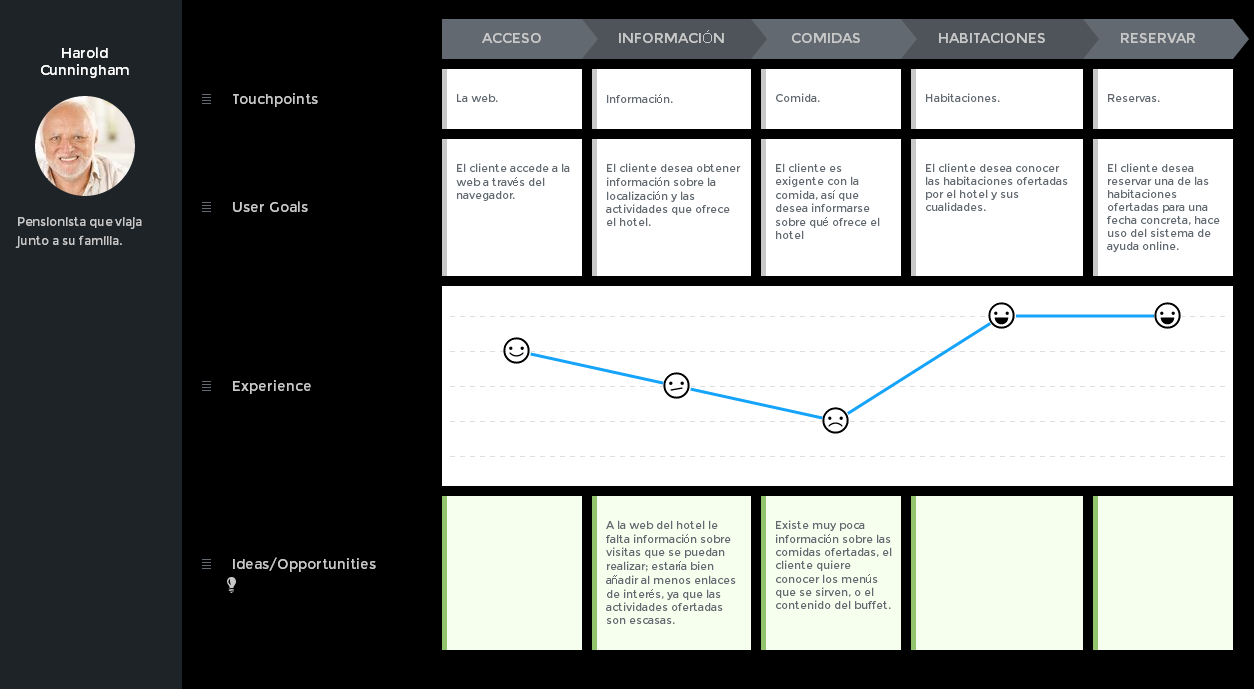 Harold
Cunningham
Pensionista que viaja
junto a su familia.
ACCESO
INFORMACIÓN
COMIDAS
HABITACIONES
RESERVAR
Touchpoints
La web.
Información.
Comida.
Habitaciones.
Reservas.
User Goals
El cliente accede a la
web a través del
navegador.
El cliente desea obtener
información sobre la
localización y las
actividades que ofrece
el hotel.
El cliente es
exigente con la
comida, así que
desea informarse
sobre qué ofrece el
hotel
El cliente desea conocer
las habitaciones ofertadas
por el hotel y sus
cualidades.
El cliente desea
reservar una de las
habitaciones
ofertadas para una
fecha concreta, hace
uso del sistema de
ayuda online.
Experience
Ideas/Opportunities
A la web del hotel le
falta información sobre
visitas que se puedan
realizar; estaría bien
añadir al menos enlaces
de interés, ya que las
actividades ofertadas
son escasas.
Existe muy poca
información sobre las
comidas ofertadas, el
cliente quiere
conocer los menús
que se sirven, o el
contenido del buffet.